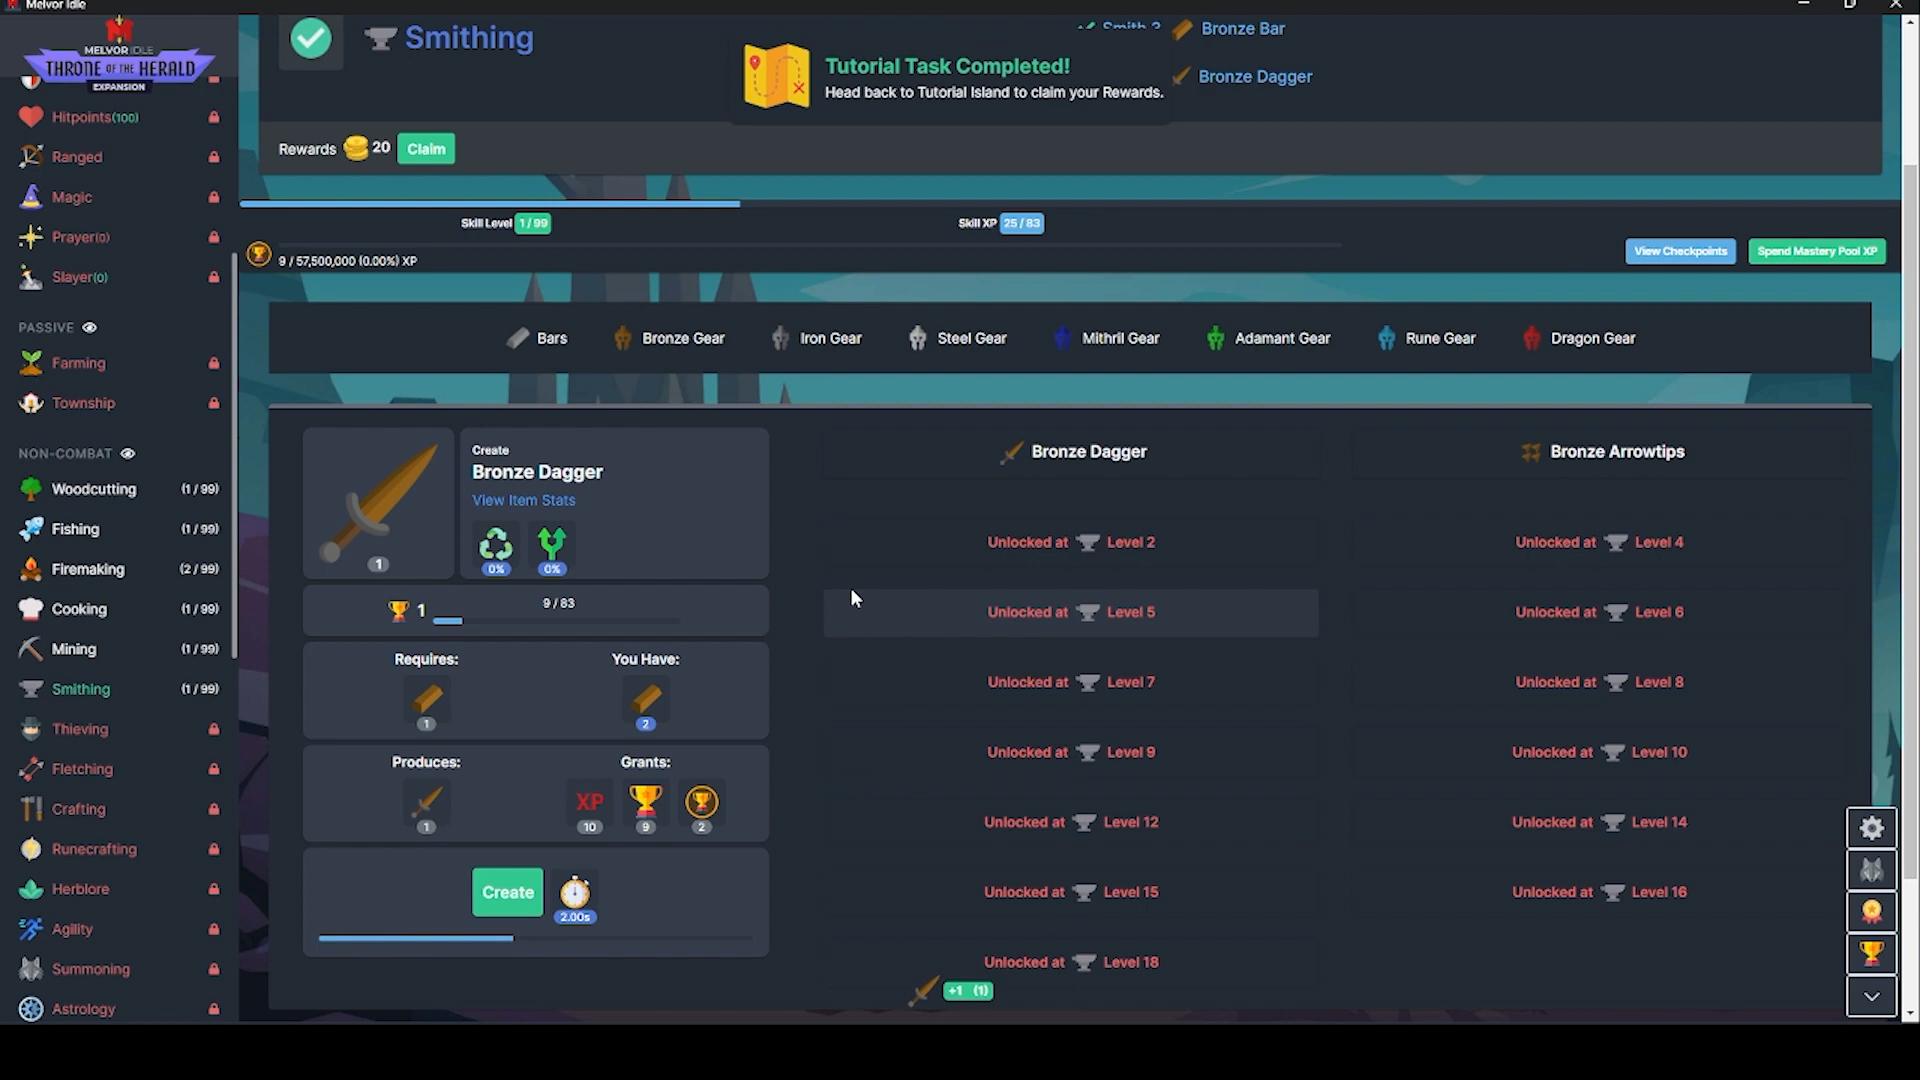 Melvor Idle
MELVOR IDLE
THRONE OF THE HERALD
EXPANSION
Hitpoints(100)
Ranged
Magic
Prayer(0)
Slayer(0)
PASSIVE
Farming
Township
NON-COMBAT
Woodcutting (1 / 99)
Fishing (1 / 99)
Firemaking (2 / 99)
Cooking (1 / 99)
Mining (1 / 99)
Smithing (1 / 99)
Thieving
Fletching
Crafting
Runecrafting
Herblore
Agility
Summoning
Astrology
Smithing
Smith 3 Bronze Bar
Bronze Dagger
Tutorial Task Completed!
Head back to Tutorial Island to claim your Rewards.
Rewards 20 Claim
Skill Level 1 / 99 Skill XP 25 / 83
9 / 57,500,000 (0.00%) XP
View Checkpoints Spend Mastery Pool XP
Bars Bronze Gear Iron Gear Steel Gear Mithril Gear Adamant Gear Rune Gear Dragon Gear
1
Create
Bronze Dagger
View Item Stats
0% 0%
1 9 / 83
Requires: You Have:
1 2
Produces: Grants:
XP
1 10 9 2
Create 2.00s
Bronze Dagger Bronze Arrowtips
Unlocked at Level 2 Unlocked at Level 4
Unlocked at Level 5 Unlocked at Level 6
Unlocked at Level 7 Unlocked at Level 8
Unlocked at Level 9 Unlocked at Level 10
Unlocked at Level 12 Unlocked at Level 14
Unlocked at Level 15 Unlocked at Level 16
Unlocked at Level 18
+1 (1)